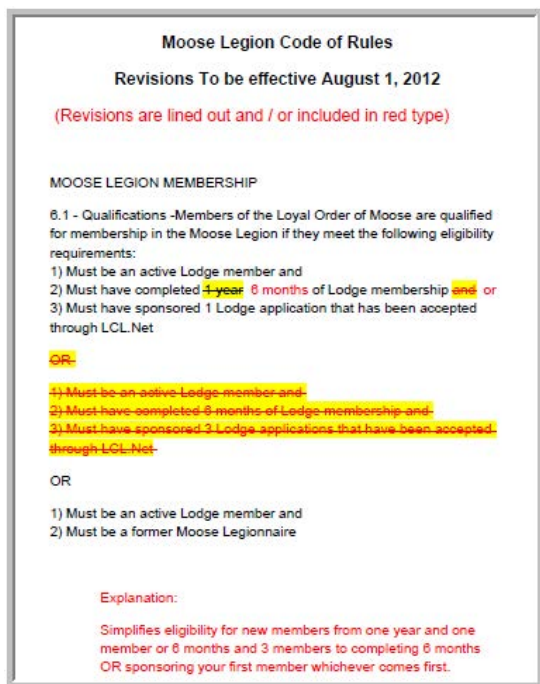 Moose Legion Code of Rules
Revisions To be effective August 1, 2012
(Revisions are lined out and / or included in red type)
MOOSE LEGION MEMBERSHIP
6.1 - Qualifications -Members of the Loyal Order of Moose are qualified
for membership in the Moose Legion if they meet the following eligibility
requirements:
1) Must be an active Lodge member and
2) Must have completed 1 year 6 months of Lodge membership and or
3) Must have sponsored 1 Lodge application that has been accepted
through LCL.Net
OR
1) Must be an active Lodge member and
2) Must have completed 6 months of Lodge membership and
3) Must have sponsored 3 Lodge applications that have been accepted
through LCL.Net
OR
1) Must be an active Lodge member and
2) Must be a former Moose Legionnaire
Explanation:
Simplifies eligibility for new members from one year and one
member or 6 months and 3 members to completing 6 months
OR sponsoring your first member whichever comes first.